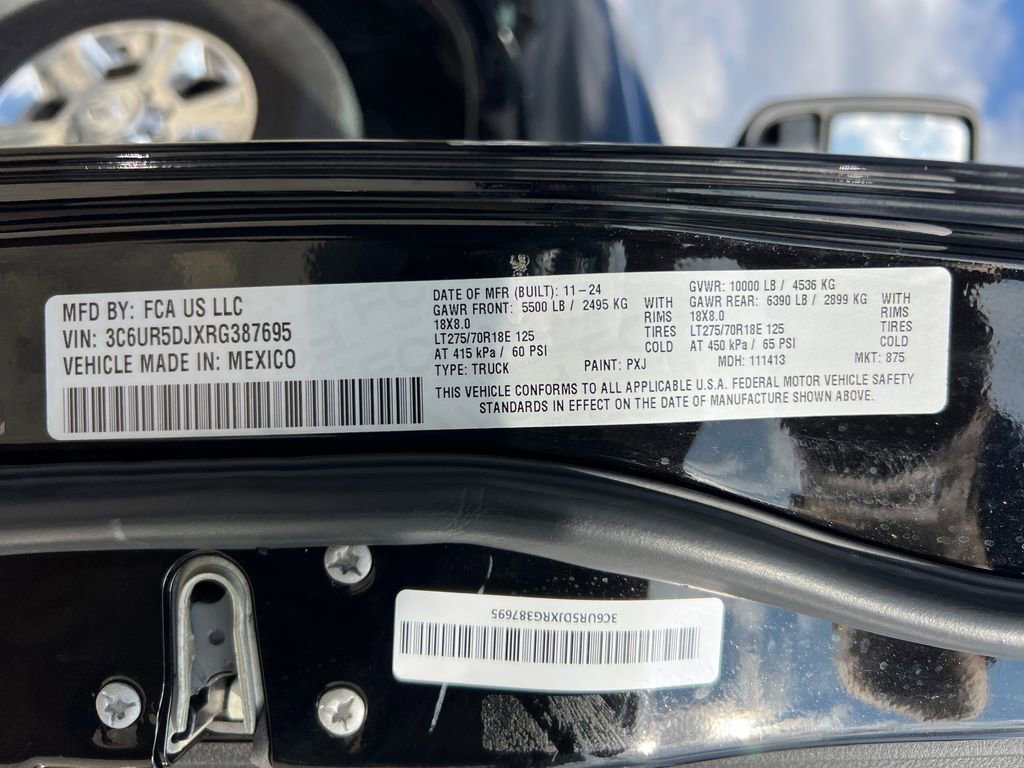 MFD BY: FCA US LLC
VIN: 3C6UR5DJXRG387695
VEHICLE MADE IN: MEXICO
DATE OF MFR (BUILT): 11-24
GAWR FRONT: 5500 LB / 2495 KG WITH
18X8.0 RIMS
LT275/70R18E 125 TIRES
AT 415 kPa / 60 PSI COLD
TYPE: TRUCK PAINT: PXJ
GVWR: 10000 LB / 4536 KG
GAWR REAR: 6390 LB / 2899 KG WITH
18X8.0 RIMS
LT275/70R18E 125 TIRES
AT 450 kPa / 65 PSI COLD
MDH: 111413 MKT: 875
THIS VEHICLE CONFORMS TO ALL APPLICABLE U.S.A. FEDERAL MOTOR VEHICLE SAFETY
STANDARDS IN EFFECT ON THE DATE OF MANUFACTURE SHOWN ABOVE.
3C6UR5DJXRG387695